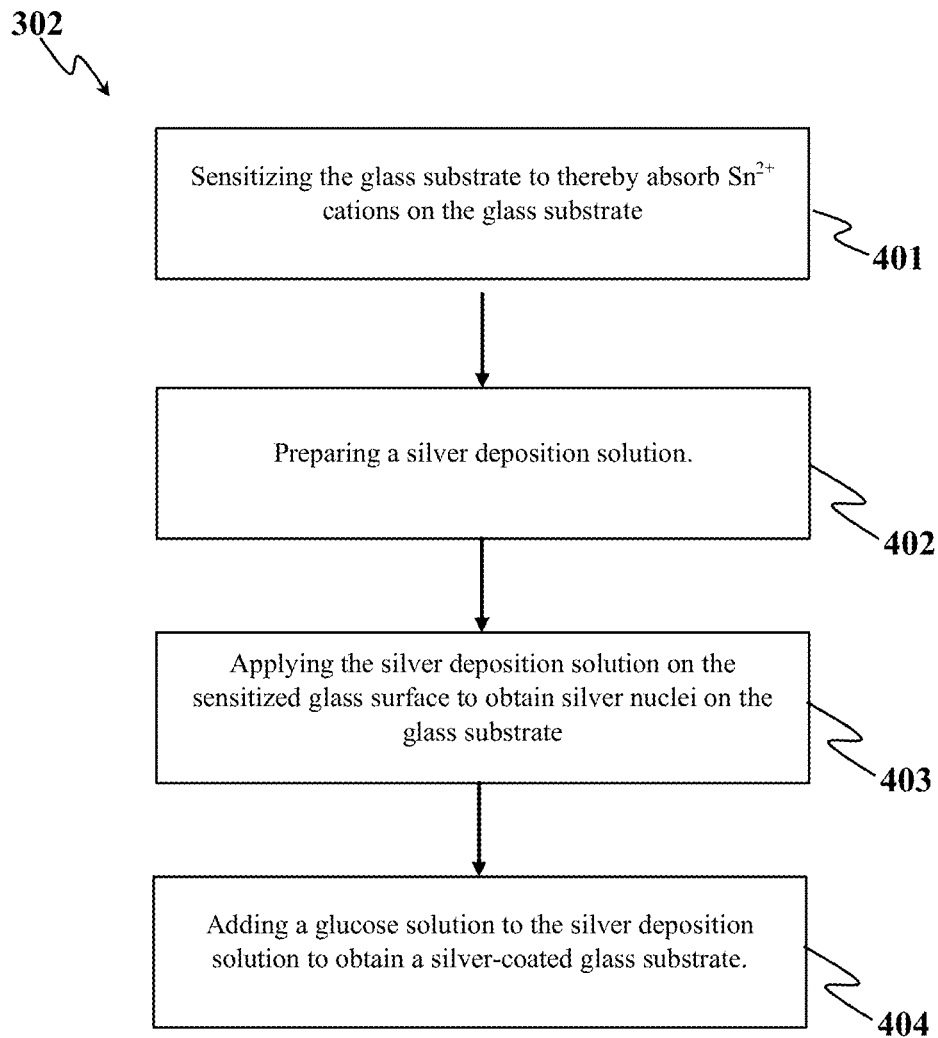 302
Sensitizing the glass substrate to thereby absorb Sn²⁺
cations on the glass substrate
401
Preparing a silver deposition solution.
402
Applying the silver deposition solution on the
sensitized glass surface to obtain silver nuclei on the
glass substrate
403
Adding a glucose solution to the silver deposition
solution to obtain a silver-coated glass substrate.
404